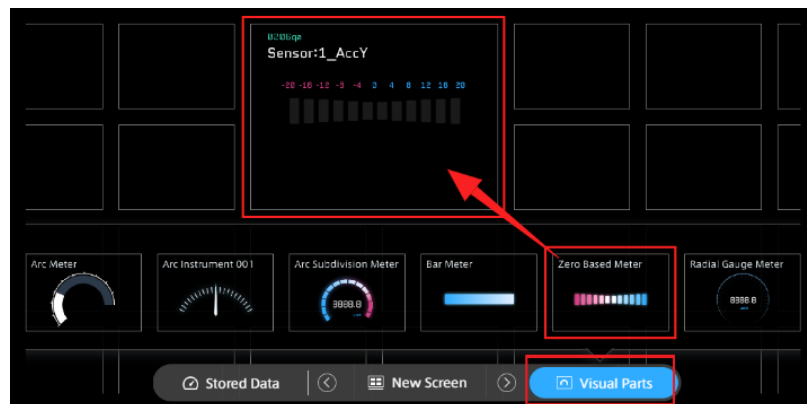 0206qa
Sensor:1_AccY
-20 -16 -12 -8 -4 0 4 8 12 16 20
Arc Meter
Arc Instrument 001
Arc Subdivision Meter
Bar Meter
Zero Based Meter
Radial Gauge Meter
8888.8
8888.8
Stored Data
New Screen
Visual Parts